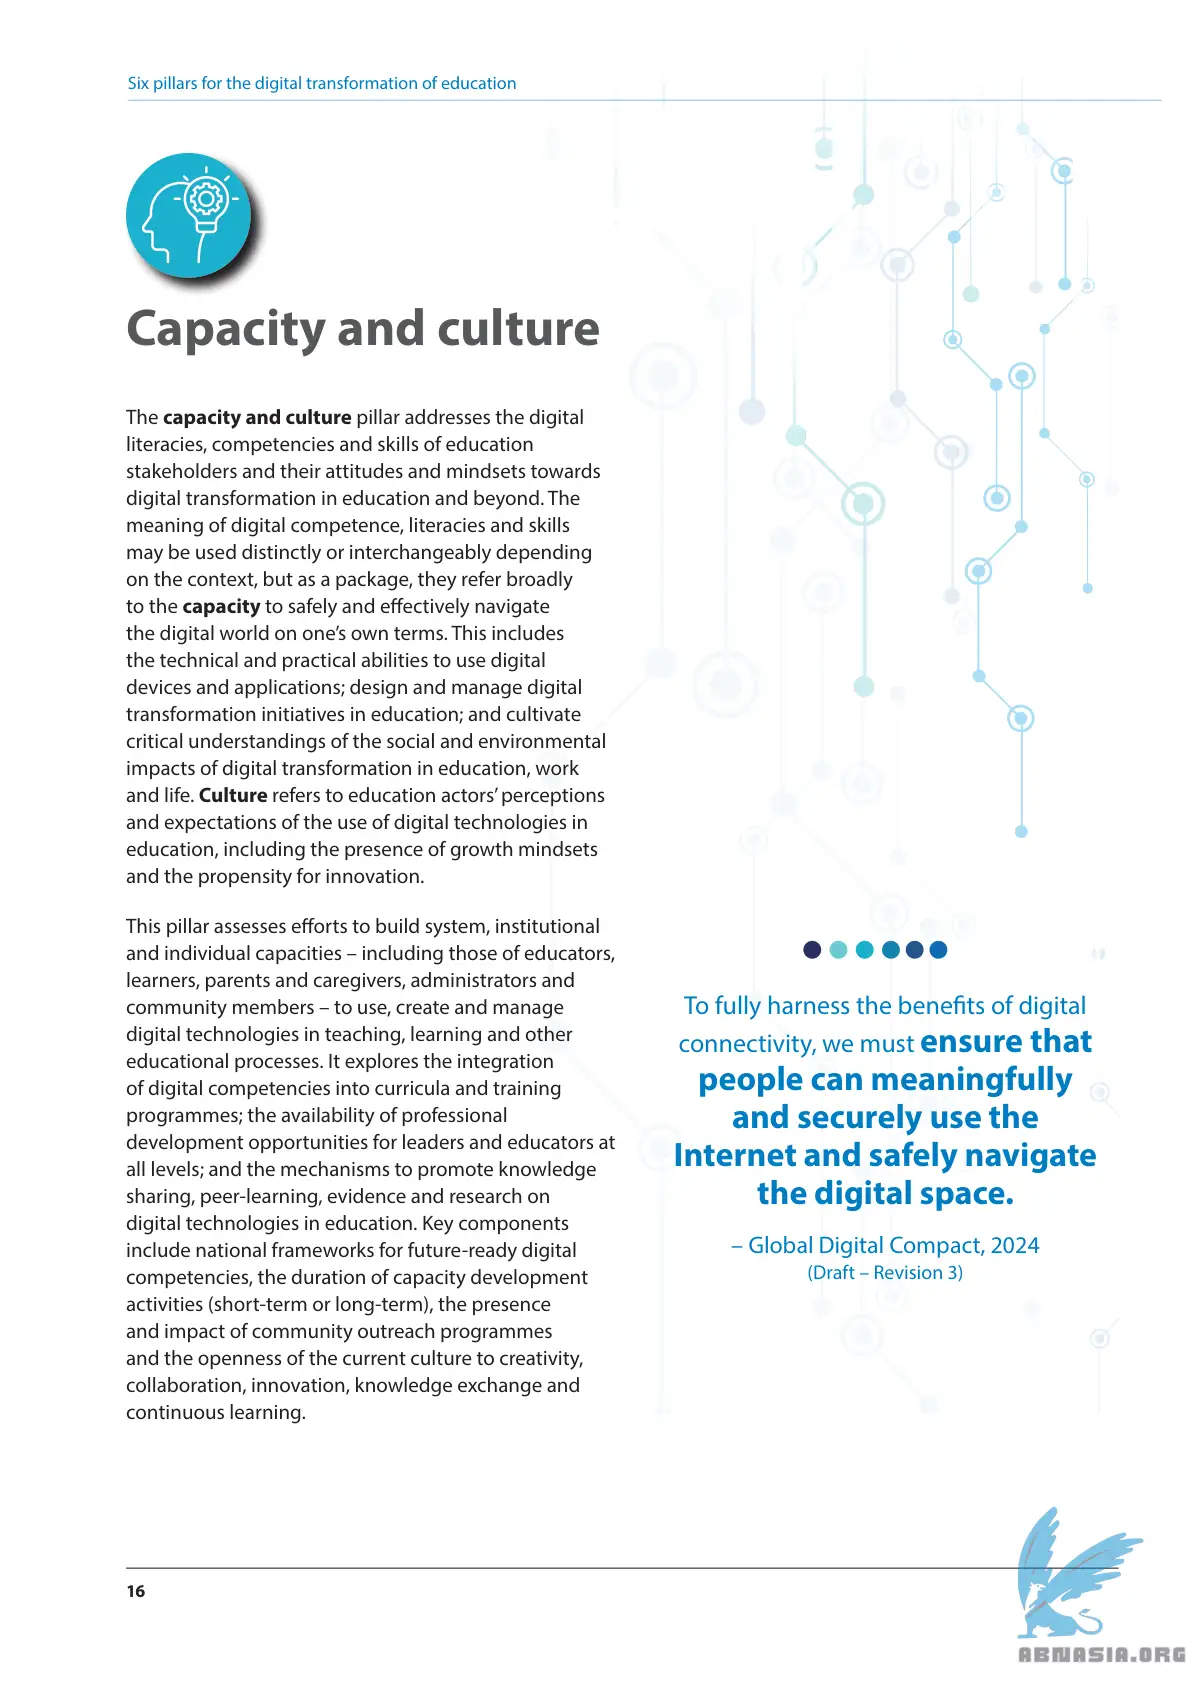 Six pillars for the digital transformation of education
Capacity and culture
The capacity and culture pillar addresses the digital
literacies, competencies and skills of education
stakeholders and their attitudes and mindsets towards
digital transformation in education and beyond. The
meaning of digital competence, literacies and skills
may be used distinctly or interchangeably depending
on the context, but as a package, they refer broadly
to the capacity to safely and effectively navigate
the digital world on one’s own terms. This includes
the technical and practical abilities to use digital
devices and applications; design and manage digital
transformation initiatives in education; and cultivate
critical understandings of the social and environmental
impacts of digital transformation in education, work
and life. Culture refers to education actors’ perceptions
and expectations of the use of digital technologies in
education, including the presence of growth mindsets
and the propensity for innovation.
This pillar assesses efforts to build system, institutional
and individual capacities – including those of educators,
learners, parents and caregivers, administrators and
community members – to use, create and manage
digital technologies in teaching, learning and other
educational processes. It explores the integration
of digital competencies into curricula and training
programmes; the availability of professional
development opportunities for leaders and educators at
all levels; and the mechanisms to promote knowledge
sharing, peer-learning, evidence and research on
digital technologies in education. Key components
include national frameworks for future-ready digital
competencies, the duration of capacity development
activities (short-term or long-term), the presence
and impact of community outreach programmes
and the openness of the current culture to creativity,
collaboration, innovation, knowledge exchange and
continuous learning.
To fully harness the benefits of digital
connectivity, we must ensure that
people can meaningfully
and securely use the
Internet and safely navigate
the digital space.
– Global Digital Compact, 2024
(Draft – Revision 3)
16
ABNASIA.ORG